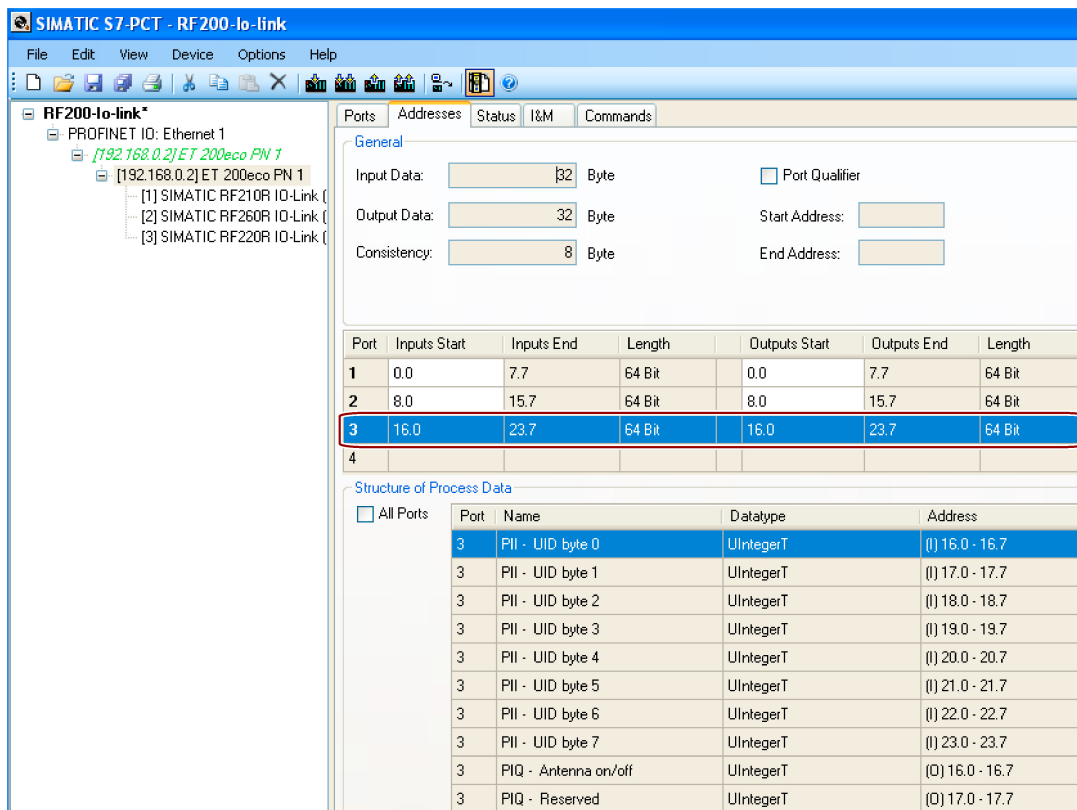 SIMATIC S7-PCT - RF200-Io-link
File Edit View Device Options Help
RF200-Io-link*
PROFINET IO: Ethernet 1
[192.168.0.2] ET 200eco PN 1
[192.168.0.2] ET 200eco PN 1
[1] SIMATIC RF210R IO-Link (
[2] SIMATIC RF260R IO-Link (
[3] SIMATIC RF220R IO-Link (
Ports Addresses Status I&M Commands
General
Input Data: 32 Byte Port Qualifier
Output Data: 32 Byte Start Address:
Consistency: 8 Byte End Address:
Port Inputs Start Inputs End Length Outputs Start Outputs End Length
1 0.0 7.7 64 Bit 0.0 7.7 64 Bit
2 8.0 15.7 64 Bit 8.0 15.7 64 Bit
3 16.0 23.7 64 Bit 16.0 23.7 64 Bit
4
Structure of Process Data
All Ports
Port Name Datatype Address
3 PII - UID byte 0 UIntegerT (I) 16.0 - 16.7
3 PII - UID byte 1 UIntegerT (I) 17.0 - 17.7
3 PII - UID byte 2 UIntegerT (I) 18.0 - 18.7
3 PII - UID byte 3 UIntegerT (I) 19.0 - 19.7
3 PII - UID byte 4 UIntegerT (I) 20.0 - 20.7
3 PII - UID byte 5 UIntegerT (I) 21.0 - 21.7
3 PII - UID byte 6 UIntegerT (I) 22.0 - 22.7
3 PII - UID byte 7 UIntegerT (I) 23.0 - 23.7
3 PIQ - Antenna on/off UIntegerT (O) 16.0 - 16.7
3 PIQ - Reserved UIntegerT (O) 17.0 - 17.7